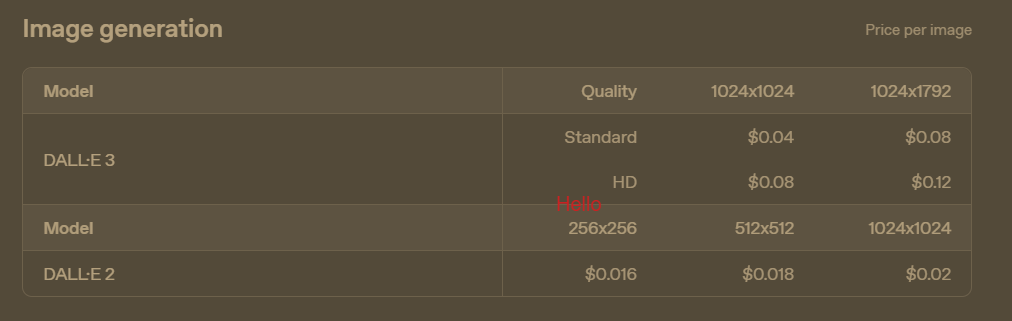 Image generation Price per image
Model Quality 1024x1024 1024x1792
DALL·E 3 Standard $0.04 $0.08
HD $0.08 $0.12
Hello
Model 256x256 512x512 1024x1024
DALL·E 2 $0.016 $0.018 $0.02